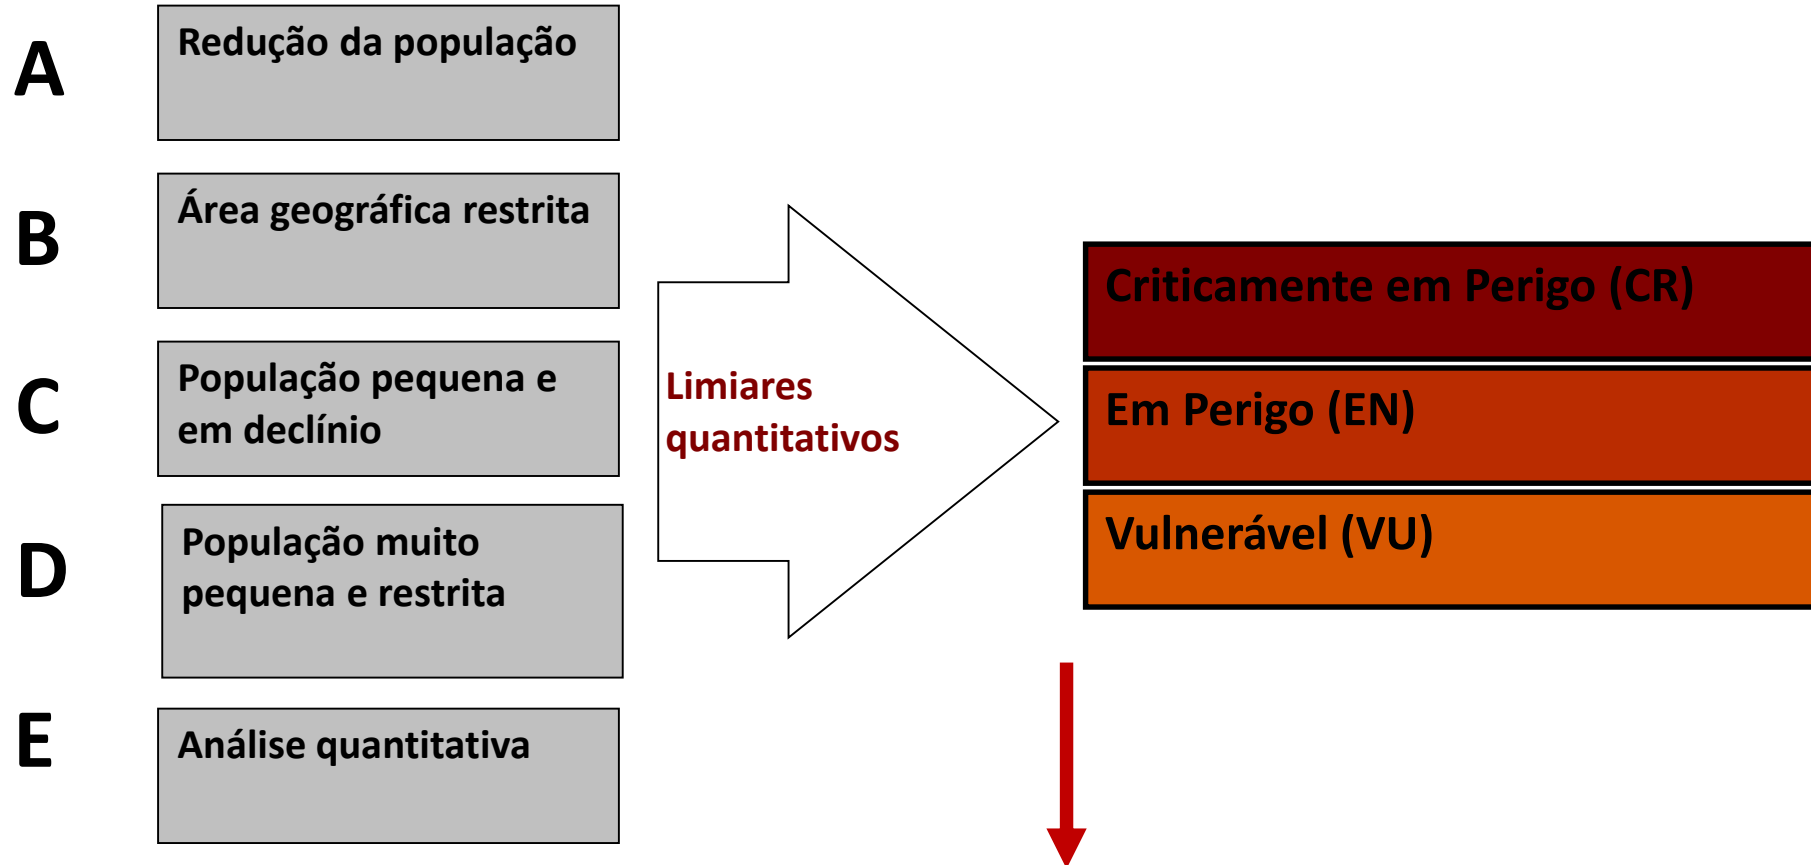 A
Redução da população
B
Área geográfica restrita
C
População pequena e
em declínio
D
População muito
pequena e restrita
E
Análise quantitativa
Limiares
quantitativos
Criticamente em Perigo (CR)
Em Perigo (EN)
Vulnerável (VU)